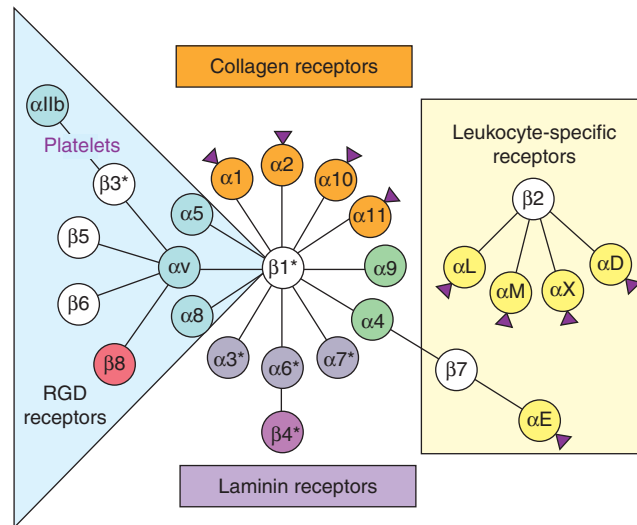 Collagen receptors
αIIb
Platelets
β3*
β5
αv
β6
β8
RGD
receptors
α5
α8
α1
α2
α10
α11
β1*
α9
α4
α3*
α6*
α7*
β4*
Laminin receptors
Leukocyte-specific
receptors
β2
αL
αM
αX
αD
β7
αE